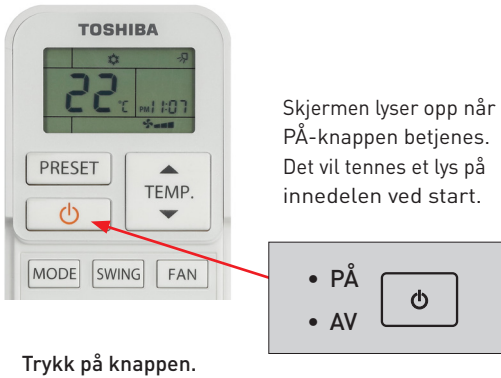 TOSHIBA
22 °C PM 11:07
PRESET
TEMP.
MODE SWING FAN
Skjermen lyser opp når
PÅ-knappen betjenes.
Det vil tennes et lys på
innedelen ved start.
• PÅ
• AV
Trykk på knappen.